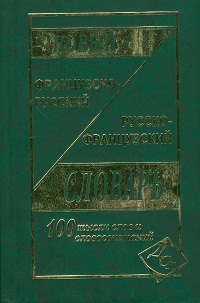 ФРАНЦУЗСКО-
РУССКИЙ
РУССКО-
ФРАНЦУЗСКИЙ
СЛОВАРЬ
100 тысяч слов и
словосочетаний